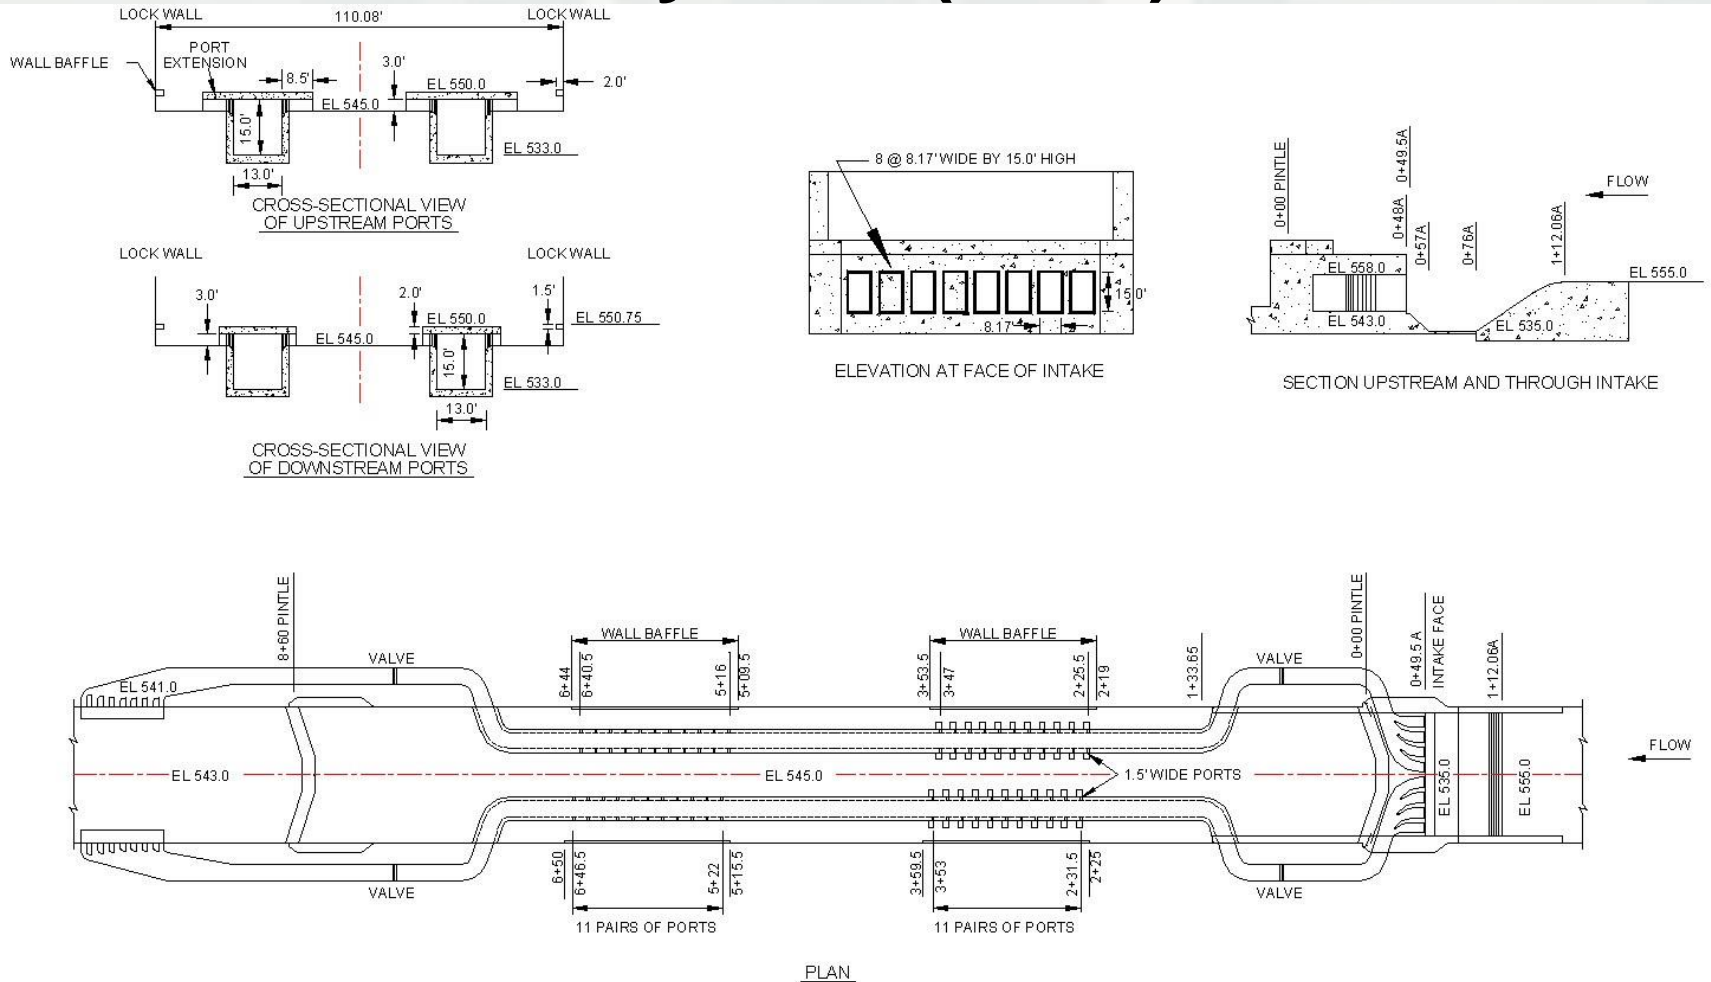 LOCK WALL
110.08'
LOCK WALL
WALL BAFFLE
PORT
EXTENSION
8.5'
3.0'
EL 550.0
2.0'
EL 545.0
15.0'
EL 533.0
13.0'
CROSS-SECTIONAL VIEW
OF UPSTREAM PORTS
LOCK WALL
LOCK WALL
3.0'
2.0'
1.5'
EL 550.0
EL 550.75
EL 545.0
15.0'
EL 533.0
13.0'
CROSS-SECTIONAL VIEW
OF DOWNSTREAM PORTS
8 @ 8.17' WIDE BY 15.0' HIGH
15.0'
8.17'
ELEVATION AT FACE OF INTAKE
0+00 PINTLE
0+49.5A
0+48A
0+57A
0+76A
1+12.06A
FLOW
EL 558.0
EL 555.0
EL 543.0
EL 535.0
SECTION UPSTREAM AND THROUGH INTAKE
8+60 PINTLE
VALVE
WALL BAFFLE
6+44
6+40.5
5+16
5+09.5
WALL BAFFLE
3+53.5
3+47
2+25.5
2+19
1+33.65
VALVE
0+00 PINTLE
0+49.5 A
INTAKE FACE
1+12.06A
EL 541.0
EL 543.0
EL 545.0
1.5' WIDE PORTS
EL 535.0
EL 555.0
FLOW
VALVE
6+50
6+46.5
5+22
5+15.5
11 PAIRS OF PORTS
3+59.5
3+53
2+31.5
2+25
11 PAIRS OF PORTS
VALVE
PLAN